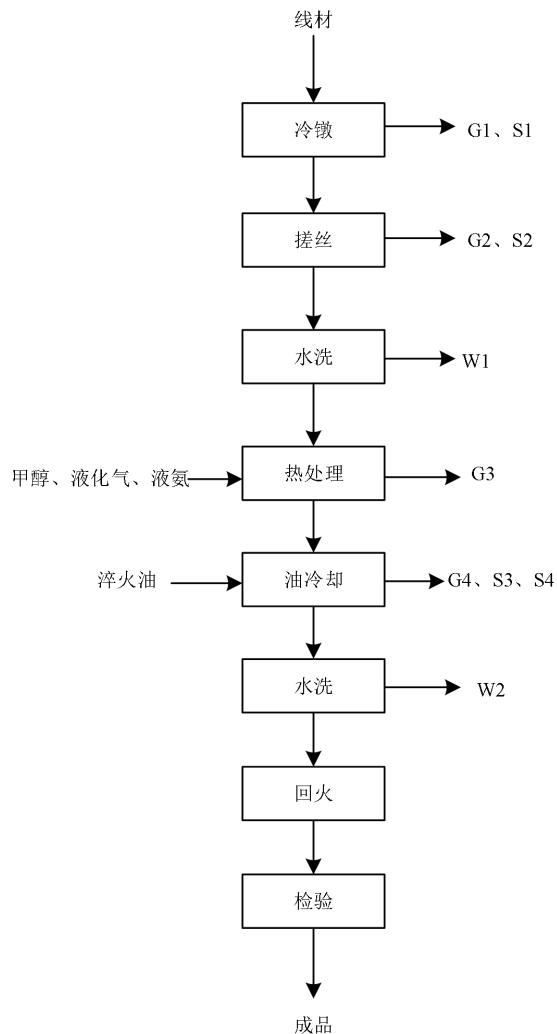 线材
冷镦
G1、S1
搓丝
G2、S2
水洗
W1
甲醇、液化气、液氨
热处理
G3
淬火油
油冷却
G4、S3、S4
水洗
W2
回火
检验
成品